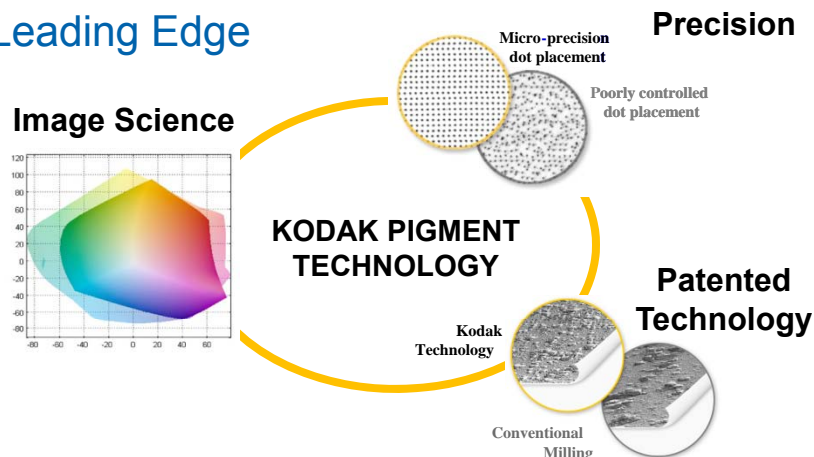 Leading Edge
Precision
Micro-precision
dot placement
Poorly controlled
dot placement
Image Science
120
100
80
60
40
20
0
-20
-40
-60
-80
-80 -60 -40 -20 0 20 40 60
KODAK PIGMENT
TECHNOLOGY
Patented
Technology
Kodak
Technology
Conventional
Milling